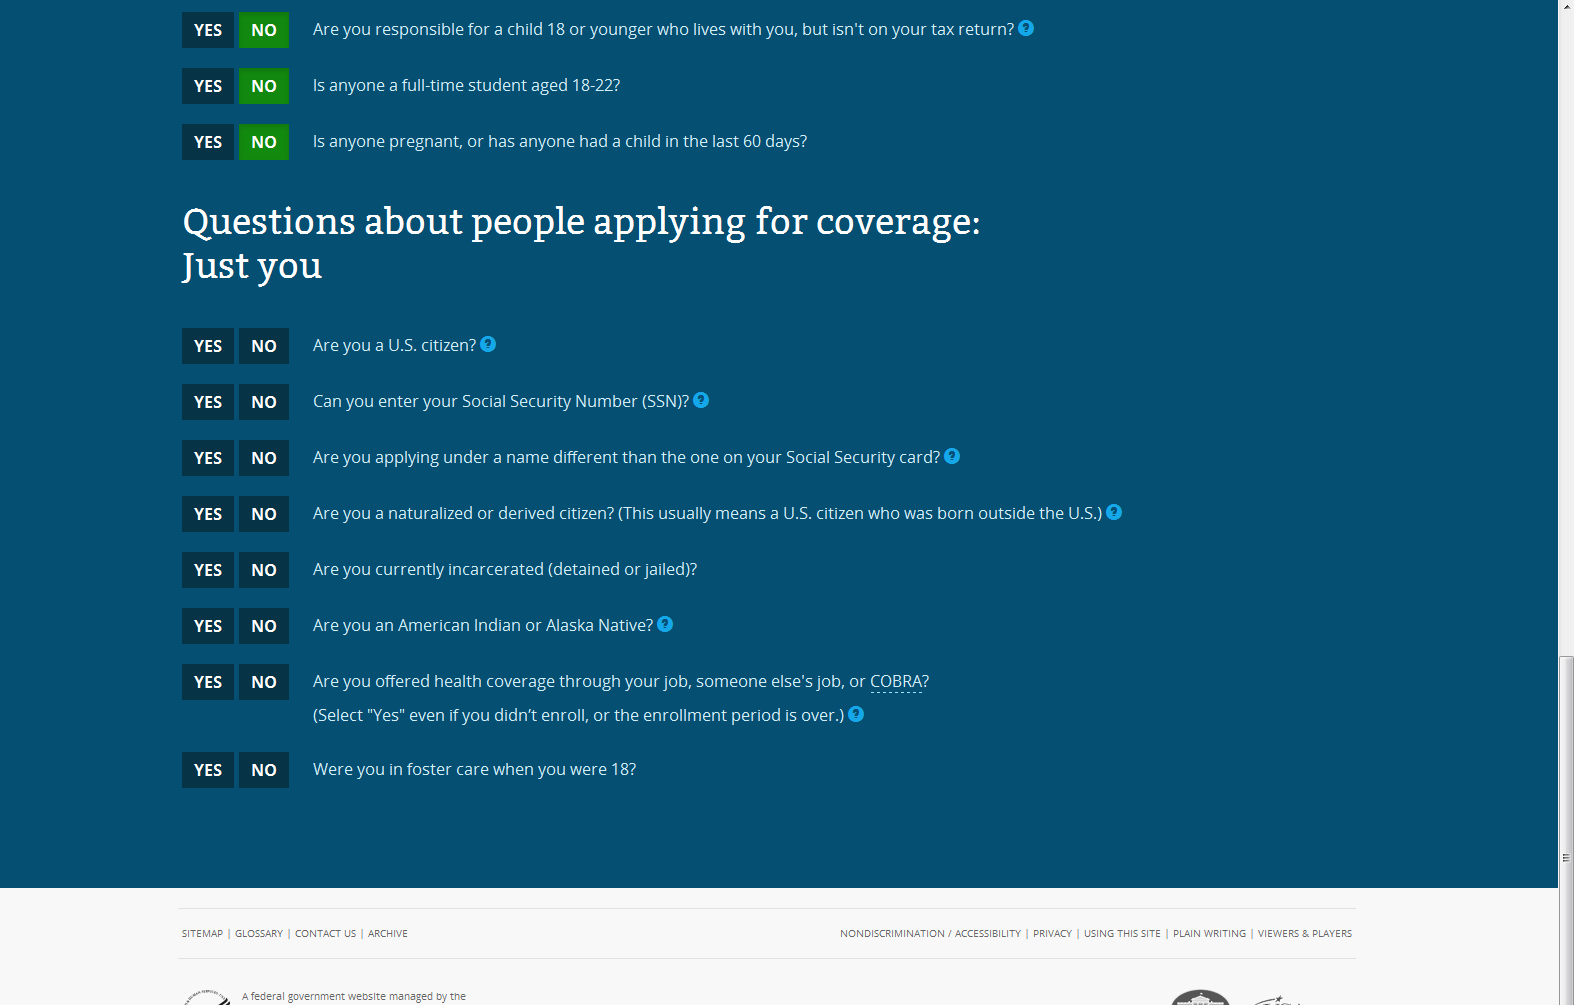 YES NO Are you responsible for a child 18 or younger who lives with you, but isn't on your tax return? ?
YES NO Is anyone a full-time student aged 18-22?
YES NO Is anyone pregnant, or has anyone had a child in the last 60 days?
Questions about people applying for coverage:
Just you
YES NO Are you a U.S. citizen? ?
YES NO Can you enter your Social Security Number (SSN)? ?
YES NO Are you applying under a name different than the one on your Social Security card? ?
YES NO Are you a naturalized or derived citizen? (This usually means a U.S. citizen who was born outside the U.S.) ?
YES NO Are you currently incarcerated (detained or jailed)?
YES NO Are you an American Indian or Alaska Native? ?
YES NO Are you offered health coverage through your job, someone else's job, or COBRA?
(Select "Yes" even if you didn’t enroll, or the enrollment period is over.) ?
YES NO Were you in foster care when you were 18?
SITEMAP | GLOSSARY | CONTACT US | ARCHIVE NONDISCRIMINATION / ACCESSIBILITY | PRIVACY | USING THIS SITE | PLAIN WRITING | VIEWERS & PLAYERS
A federal government website managed by the